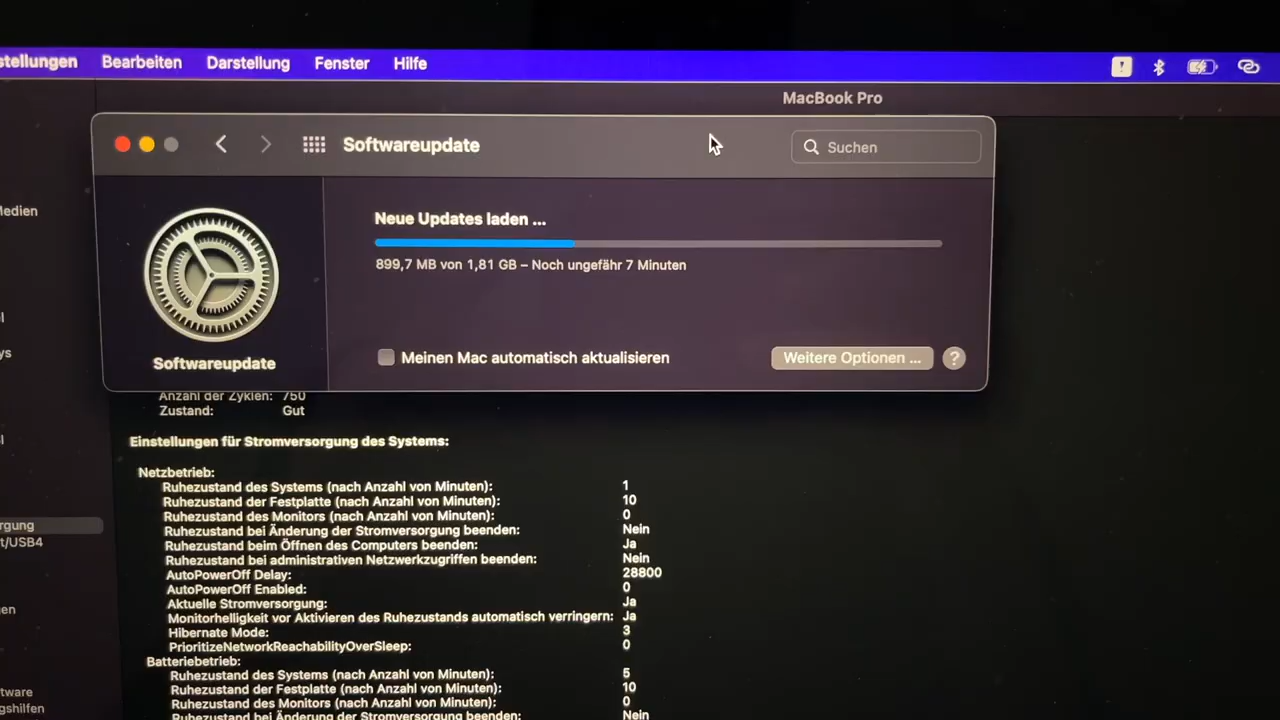 stellungen Bearbeiten Darstellung Fenster Hilfe
MacBook Pro
Softwareupdate
Suchen
Medien
Neue Updates laden ...
899,7 MB von 1,81 GB – Noch ungefähr 7 Minuten
Softwareupdate
Meinen Mac automatisch aktualisieren
Weitere Optionen ... ?
Anzahl der Zyklen: 750
Zustand: Gut
Einstellungen für Stromversorgung des Systems:
Netzbetrieb:
Ruhezustand des Systems (nach Anzahl von Minuten): 1
Ruhezustand der Festplatte (nach Anzahl von Minuten): 10
Ruhezustand des Monitors (nach Anzahl von Minuten): 0
rgung
Ruhezustand bei Änderung der Stromversorgung beenden: Nein
t/USB4
Ruhezustand beim Öffnen des Computers beenden: Ja
Ruhezustand bei administrativen Netzwerkzugriffen beenden: Nein
AutoPowerOff Delay: 28800
AutoPowerOff Enabled: 0
Aktuelle Stromversorgung: Ja
en
Monitorhelligkeit vor Aktivieren des Ruhezustands automatisch verringern: Ja
Hibernate Mode: 3
PrioritizeNetworkReachabilityOverSleep: 0
Batteriebetrieb:
Ruhezustand des Systems (nach Anzahl von Minuten): 5
tware
Ruhezustand der Festplatte (nach Anzahl von Minuten): 10
gshilfen
Ruhezustand des Monitors (nach Anzahl von Minuten): 0
Ruhezustand bei Änderung der Stromversorgung beenden: Nein